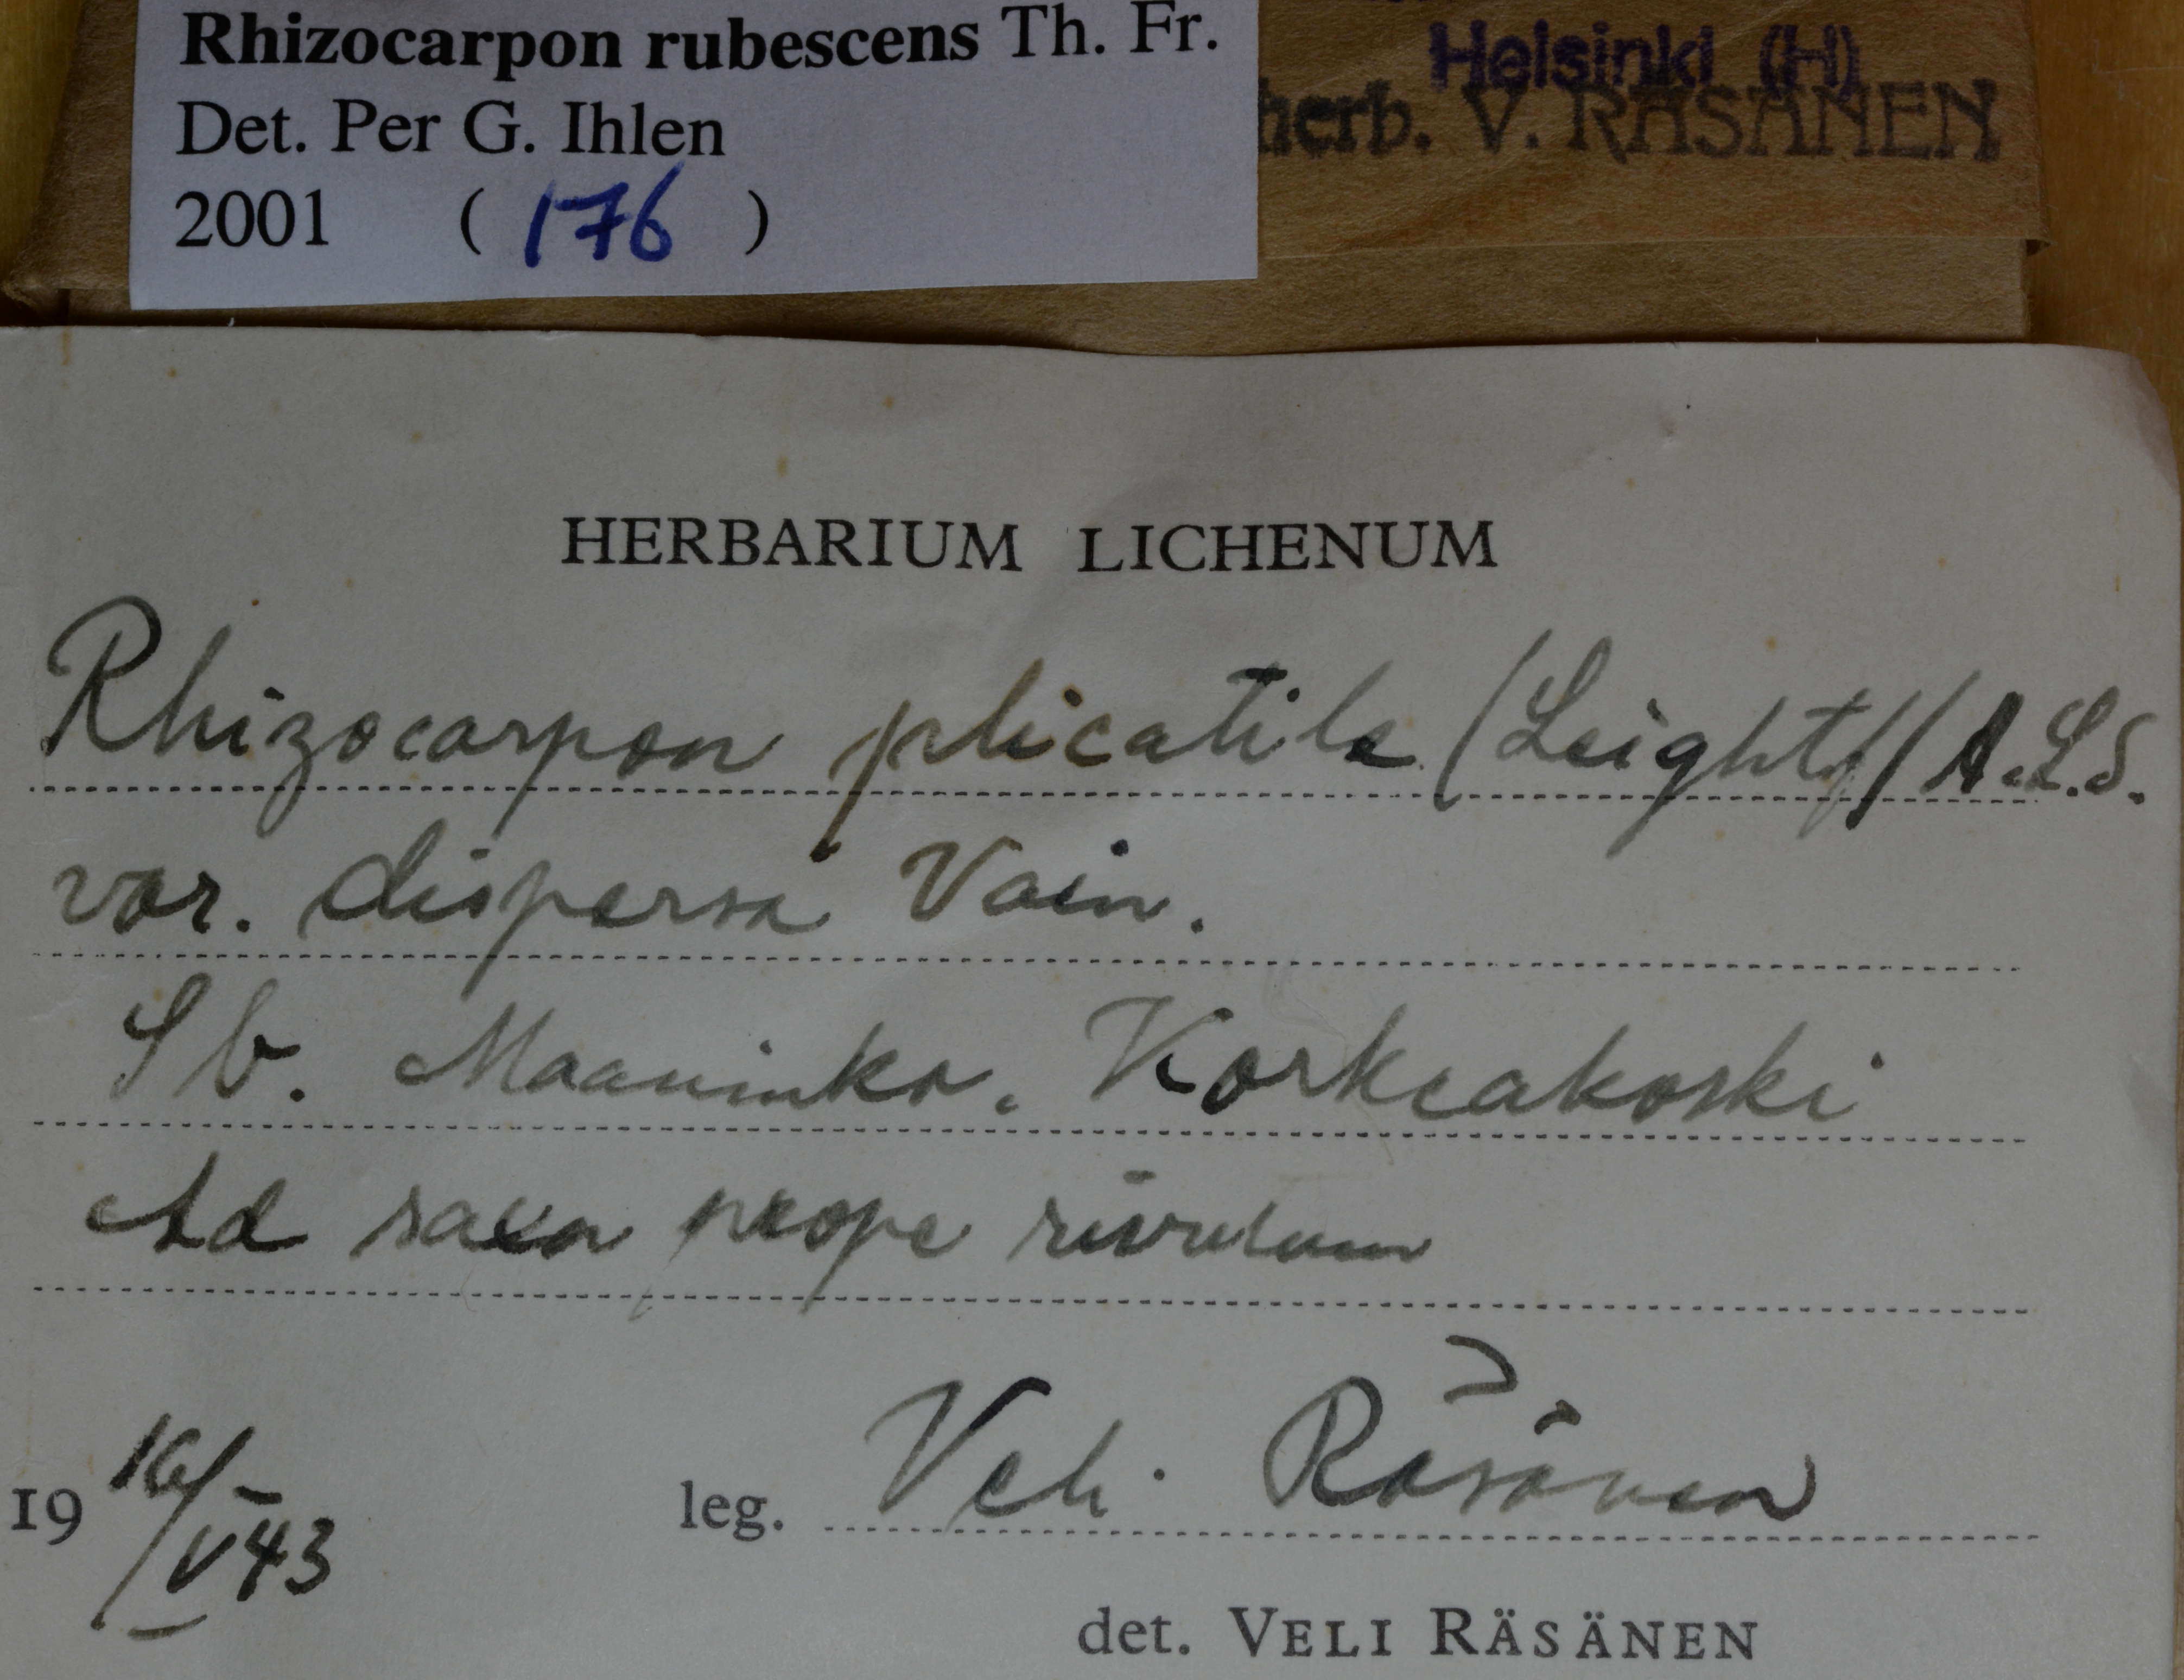 Rhizocarpon rubescens Th. Fr.
Det. Per G. Ihlen
2001 ( 176 )
Helsinki (H)
herb. V. RÄSÄNEN
HERBARIUM LICHENUM
Rhizocarpon plicatile (Leight.) A.L.S.
var. dispersa Vain.
Sb. Maaninka. Korkeakoski
Ad saxa prope rivulum
19 16/V 43 leg. Veli Räsänen
det. VELI RÄSÄNEN